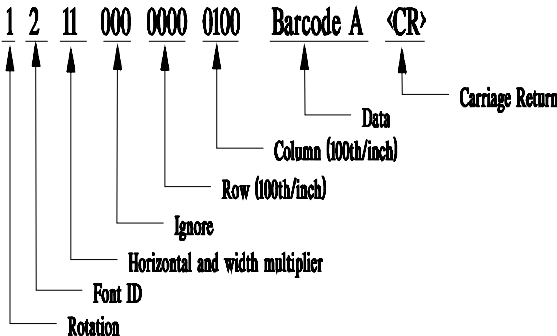 1 2 11 000 0000 0100 Barcode A <CR>
Carriage Return
Data
Column (100th/inch)
Row (100th/inch)
Ignore
Horizontal and width multiplier
Font ID
Rotation